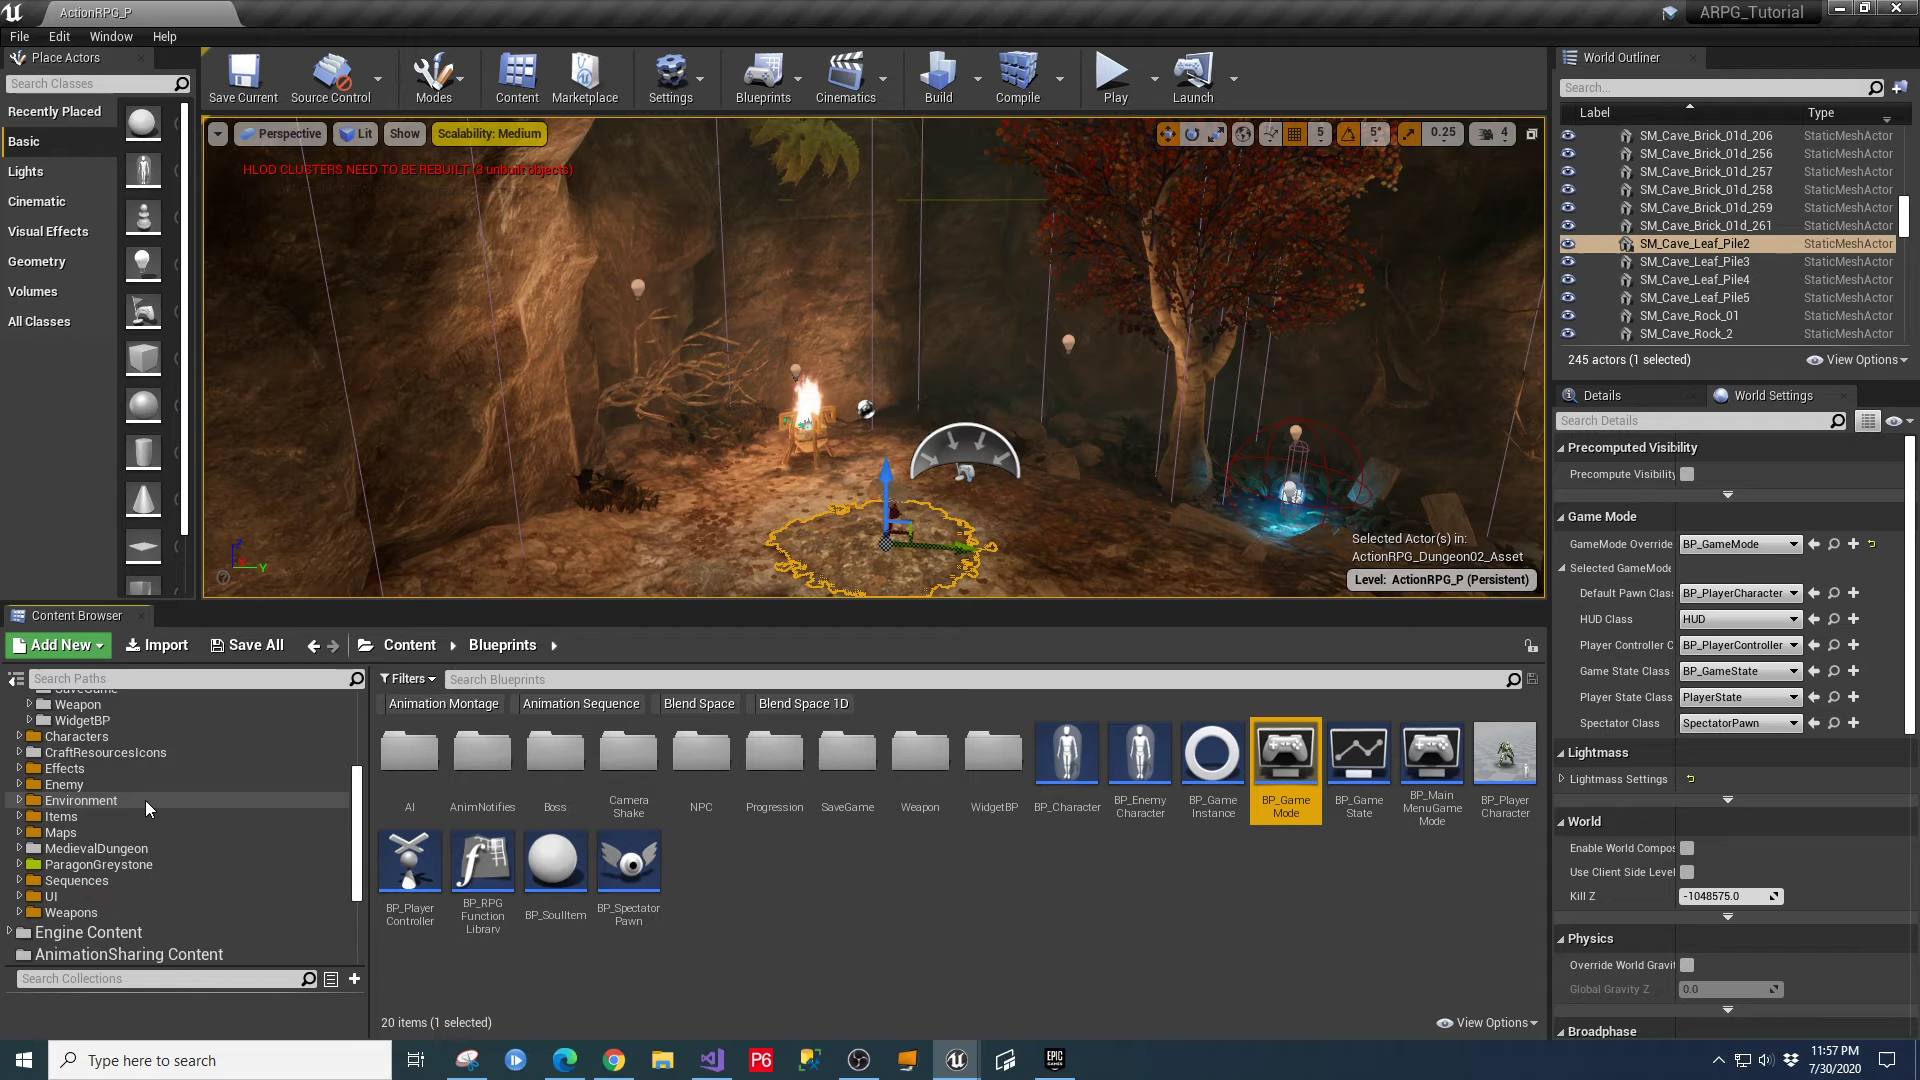 ActionRPG_P
ARPG_Tutorial
File Edit Window Help
Place Actors
Search Classes
Recently Placed
Basic
Lights
Cinematic
Visual Effects
Geometry
Volumes
All Classes
Save Current Source Control Modes Content Marketplace Settings Blueprints Cinematics Build Compile Play Launch
Perspective Lit Show Scalability: Medium
5 5° 0.25 4
HLOD CLUSTERS NEED TO BE REBUILT (3 unbuilt objects)
Z
Y
Selected Actor(s) in:
ActionRPG_Dungeon02_Asset
Level: ActionRPG_P (Persistent)
World Outliner
Search...
Label Type
SM_Cave_Brick_01d_206 StaticMeshActor
SM_Cave_Brick_01d_256 StaticMeshActor
SM_Cave_Brick_01d_257 StaticMeshActor
SM_Cave_Brick_01d_258 StaticMeshActor
SM_Cave_Brick_01d_259 StaticMeshActor
SM_Cave_Brick_01d_261 StaticMeshActor
SM_Cave_Leaf_Pile2 StaticMeshActor
SM_Cave_Leaf_Pile3 StaticMeshActor
SM_Cave_Leaf_Pile4 StaticMeshActor
SM_Cave_Leaf_Pile5 StaticMeshActor
SM_Cave_Rock_01 StaticMeshActor
SM_Cave_Rock_2 StaticMeshActor
245 actors (1 selected) View Options
Details World Settings
Search Details
Precomputed Visibility
Precompute Visibility
Game Mode
GameMode Override BP_GameMode
Selected GameMode
Default Pawn Clas: BP_PlayerCharacter
HUD Class HUD
Player Controller C BP_PlayerController
Game State Class BP_GameState
Player State Class PlayerState
Spectator Class SpectatorPawn
Lightmass
Lightmass Settings
World
Enable World Compos
Use Client Side Level
Kill Z -1048575.0
Physics
Override World Gravit
Global Gravity Z 0.0
Broadphase
Content Browser
Add New Import Save All Content Blueprints
Search Paths
SaveGame
Weapon
WidgetBP
Characters
CraftResourcesIcons
Effects
Enemy
Environment
Items
Maps
MedievalDungeon
ParagonGreystone
Sequences
UI
Weapons
Engine Content
AnimationSharing Content
Search Collections
Filters Search Blueprints
Animation Montage Animation Sequence Blend Space Blend Space 1D
AI
AnimNotifies
Boss
Camera
Shake
NPC
Progression
SaveGame
Weapon
WidgetBP
BP_Character
BP_Enemy
Character
BP_Game
Instance
BP_Game
Mode
BP_Game
State
BP_Main
MenuGame
Mode
BP_Player
Character
BP_Player
Controller
BP_RPG
Function
Library
BP_SoulItem
BP_Spectator
Pawn
20 items (1 selected) View Options
Type here to search
P6
EPIC
GAMES
11:57 PM
7/30/2020